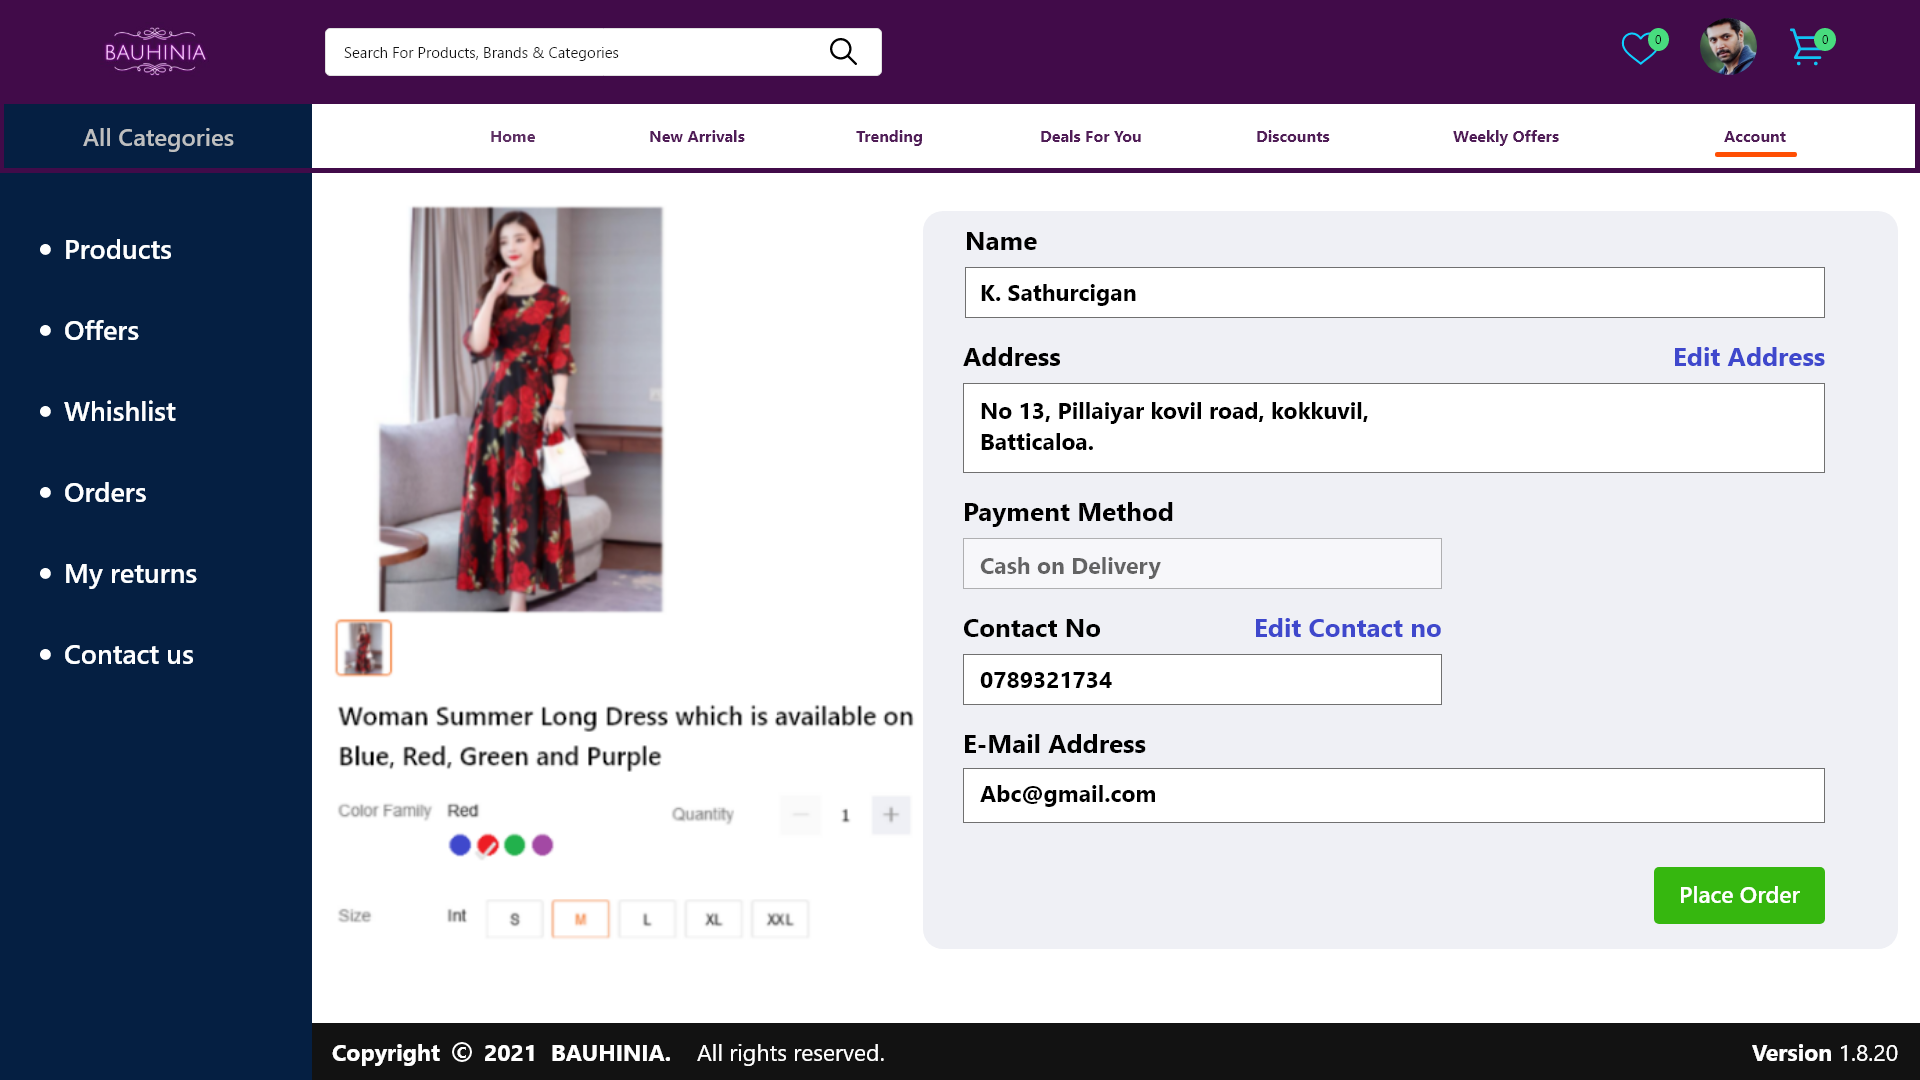 BAUHINIA
Search For Products, Brands & Categories
0
0
All Categories
Home
New Arrivals
Trending
Deals For You
Discounts
Weekly Offers
Account
Products
Offers
Whishlist
Orders
My returns
Contact us
Woman Summer Long Dress which is available on
Blue, Red, Green and Purple
Color Family Red
Quantity
1
Size
Int
S
M
L
XL
XXL
Name
K. Sathurcigan
Address
Edit Address
No 13, Pillaiyar kovil road, kokkuvil,
Batticaloa.
Payment Method
Cash on Delivery
Contact No
Edit Contact no
0789321734
E-Mail Address
Abc@gmail.com
Place Order
Copyright © 2021 BAUHINIA. All rights reserved.
Version 1.8.20